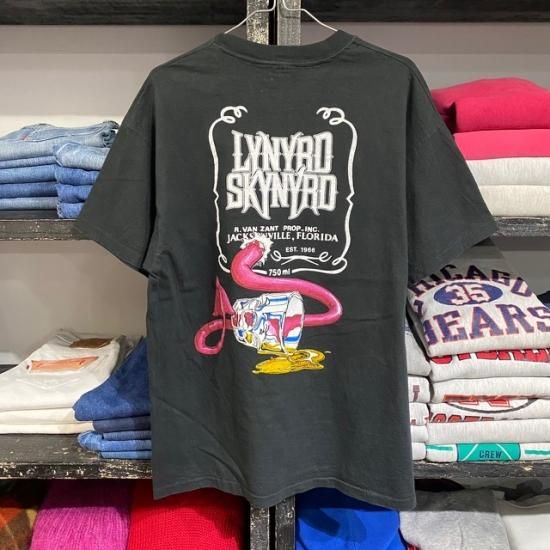 LYNYRD
SKYNYRD
R. VAN ZANT PROP. INC.
JACKSONVILLE, FLORIDA
EST. 1966
750 ml
CHICAGO
35
BEARS
CREW